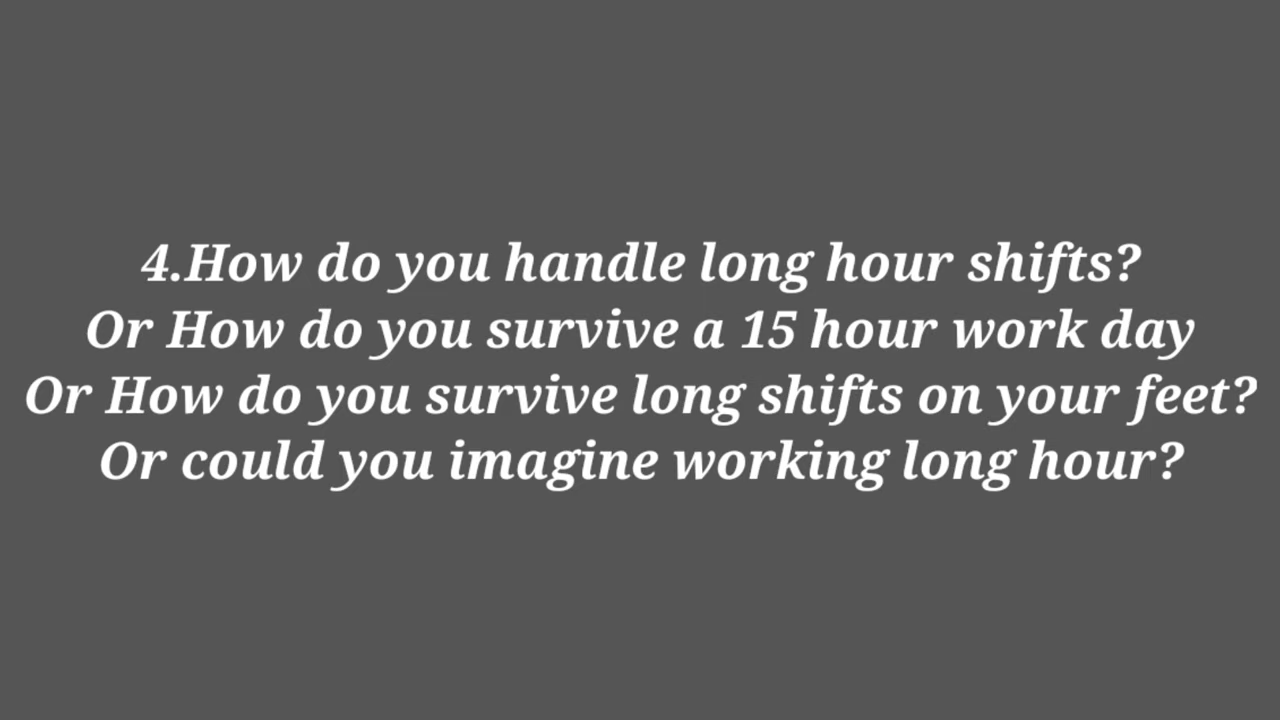 4.How do you handle long hour shifts?
Or How do you survive a 15 hour work day
Or How do you survive long shifts on your feet?
Or could you imagine working long hour?